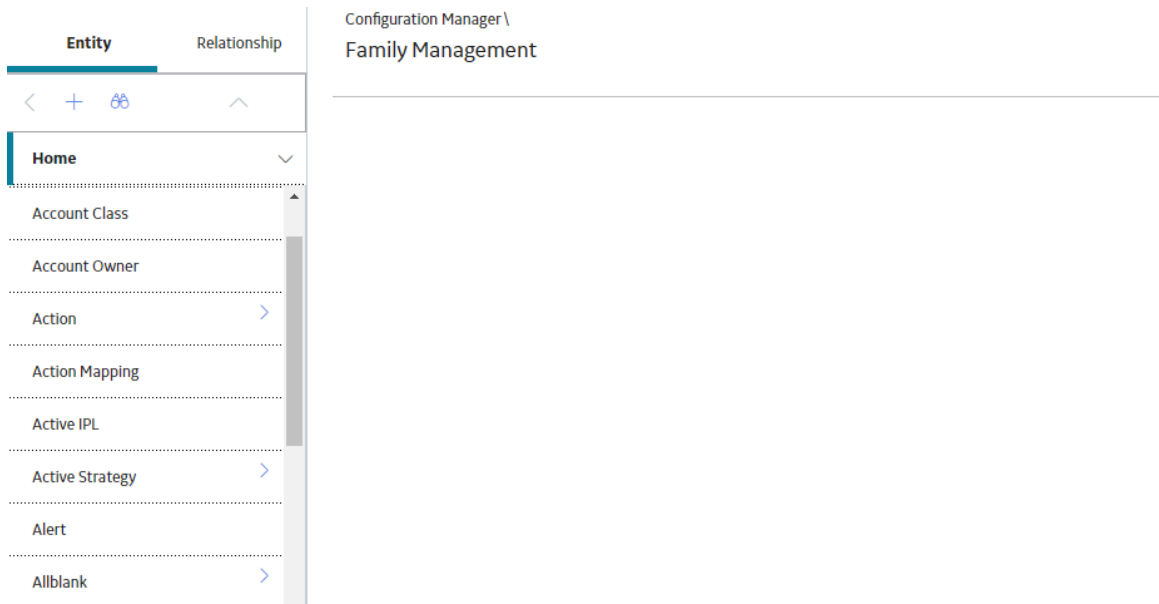 Entity
Relationship
Home
Account Class
Account Owner
Action
Action Mapping
Active IPL
Active Strategy
Alert
Allblank
Configuration Manager\
Family Management